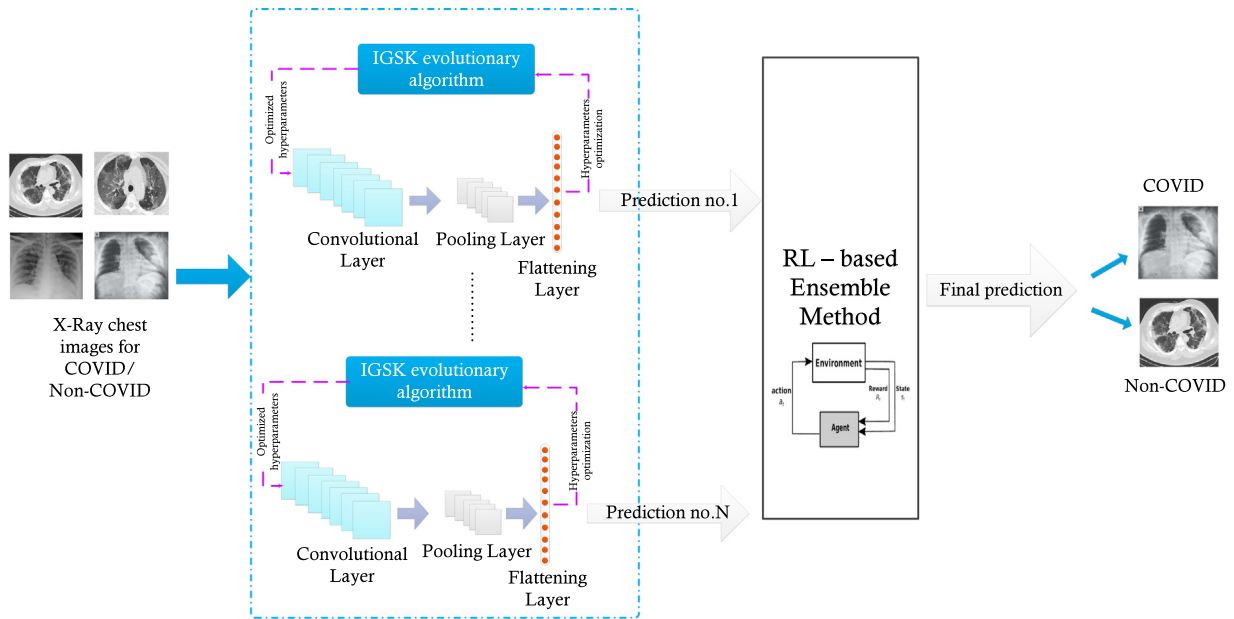 X-Ray chest
images for
COVID/
Non-COVID
IGSK evolutionary
algorithm
Optimized
hyperparameters
Hyperparameters
optimization
Convolutional
Layer
Pooling Layer
Flattening
Layer
Prediction no.1
IGSK evolutionary
algorithm
Optimized
hyperparameters
Hyperparameters
optimization
Convolutional
Layer
Pooling Layer
Flattening
Layer
Prediction no.N
RL – based
Ensemble
Method
Environment
action
Reward
State
Agent
Final prediction
COVID
Non-COVID